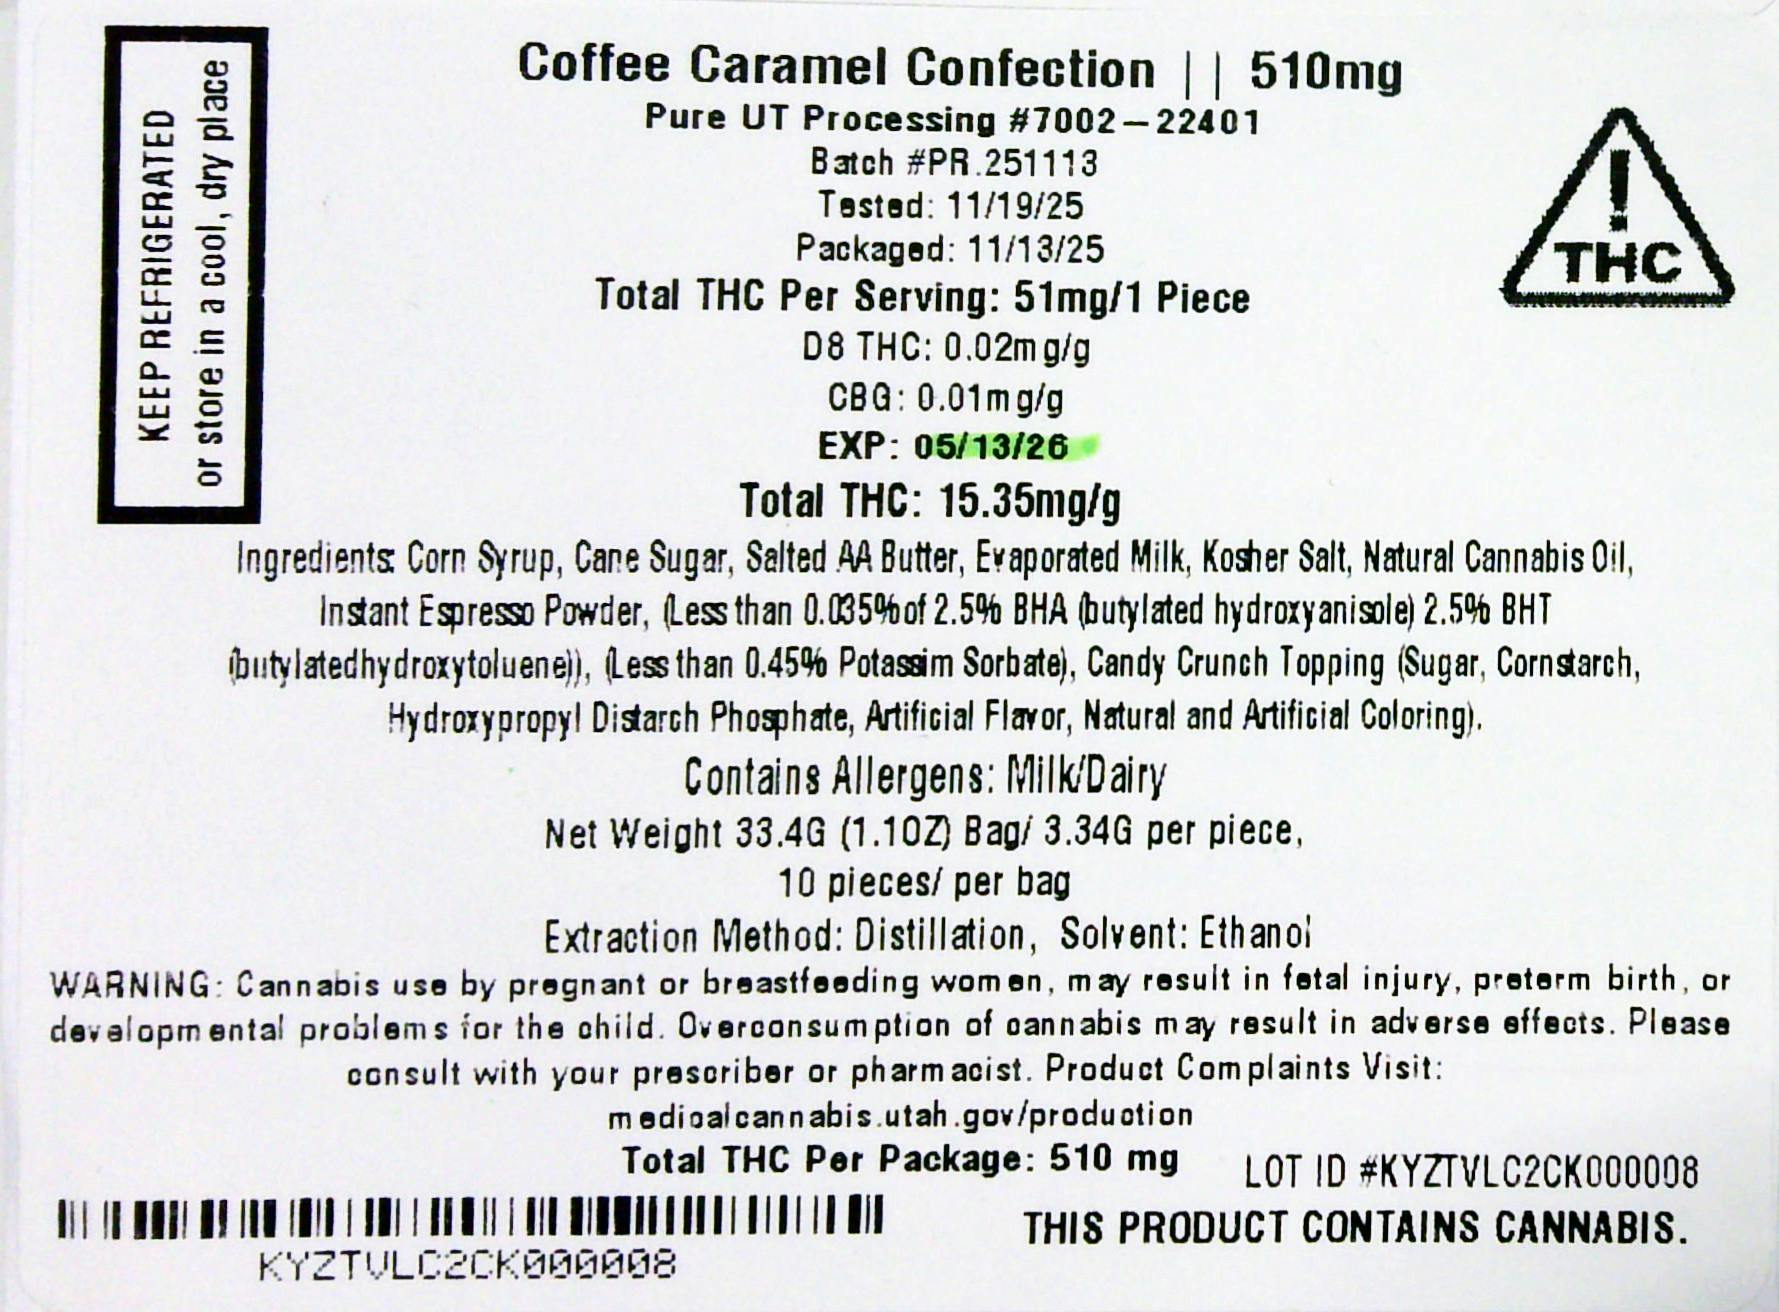 KEEP REFRIGERATED
or store in a cool, dry place
Coffee Caramel Confection || 510mg
Pure UT Processing #7002-22401
Batch #PR.251113
Tested: 11/19/25
Packaged: 11/13/25
Total THC Per Serving: 51mg/1 Piece
D8 THC: 0.02mg/g
CBG: 0.01mg/g
EXP: 05/13/26
Total THC: 15.35mg/g
!
THC
Ingredients: Corn Syrup, Cane Sugar, Salted AA Butter, Evaporated Milk, Kosher Salt, Natural Cannabis Oil,
Instant Espresso Powder, (Less than 0.035% of 2.5% BHA (butylated hydroxyanisole) 2.5% BHT
(butylatedhydroxytoluene)), (Less than 0.45% Potassim Sorbate), Candy Crunch Topping (Sugar, Cornstarch,
Hydroxypropyl Distarch Phosphate, Artificial Flavor, Natural and Artificial Coloring).
Contains Allergens: Milk/Dairy
Net Weight 33.4G (1.1OZ) Bag/ 3.34G per piece,
10 pieces/ per bag
Extraction Method: Distillation, Solvent: Ethanol
WARNING: Cannabis use by pregnant or breastfeeding women, may result in fetal injury, preterm birth, or
developmental problems for the child. Overconsumption of cannabis may result in adverse effects. Please
consult with your prescriber or pharmacist. Product Complaints Visit:
medicalcannabis.utah.gov/production
Total THC Per Package: 510 mg
LOT ID #KYZTVLC2CK000008
THIS PRODUCT CONTAINS CANNABIS.
KYZTVLC2CK000008